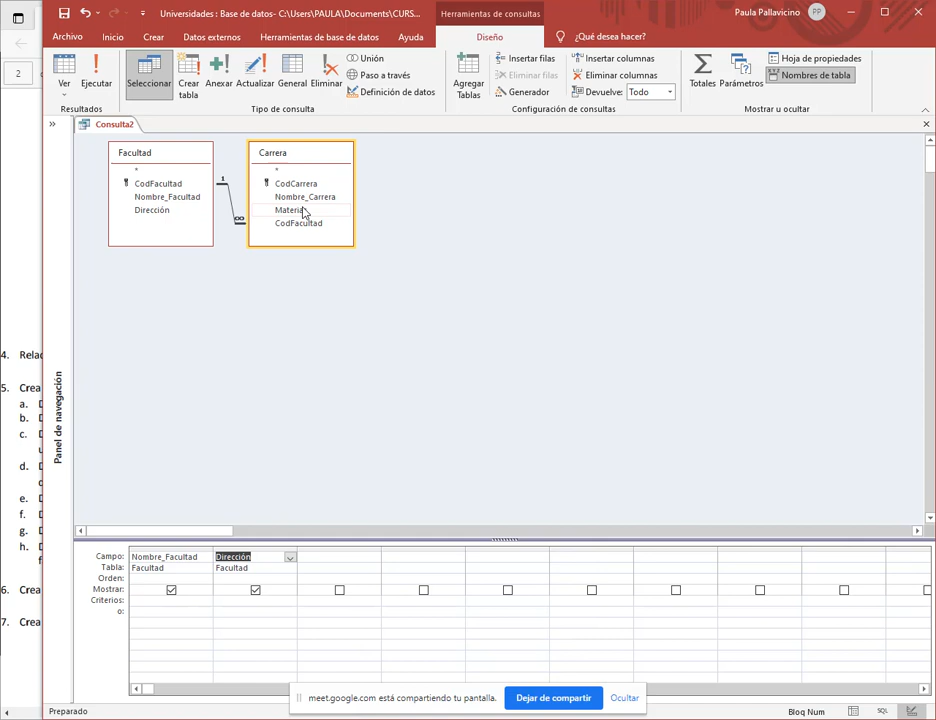 Universidades : Base de datos- C:\Users\PAULA\Documents\CURS...
Herramientas de consultas
Paula Pallavicino
PP
Archivo
Inicio
Crear
Datos externos
Herramientas de base de datos
Ayuda
Diseño
¿Qué desea hacer?
Ver
Ejecutar
Seleccionar
Crear tabla
Anexar
Actualizar
General
Eliminar
Unión
Paso a través
Definición de datos
Agregar Tablas
Insertar filas
Eliminar filas
Generador
Insertar columnas
Eliminar columnas
Devuelve: Todo
Totales
Parámetros
Hoja de propiedades
Nombres de tabla
Resultados
Tipo de consulta
Configuración de consultas
Mostrar u ocultar
Consulta2
Facultad
*
CodFacultad
Nombre_Facultad
Dirección
1
∞
Carrera
*
CodCarrera
Nombre_Carrera
CodFacultad
Panel de navegación
2
4. Rela
5. Crea
a. D
b. D
c. D
u
d. D
e. D
f. D
g. D
h. D
f
6. Crea
7. Crea
Campo: Nombre_Facultad Dirección
Tabla: Facultad Facultad
Orden:
Mostrar:
Criterios:
o:
meet.google.com está compartiendo tu pantalla.
Dejar de compartir
Ocultar
Preparado
Bloq Num
SQL